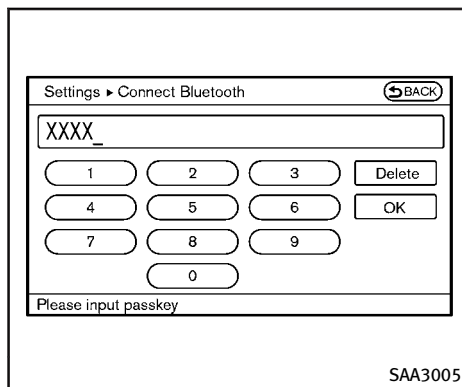 Settings ▸ Connect Bluetooth BACK
XXXX_
1 2 3 Delete
4 5 6 OK
7 8 9
0
Please input passkey
SAA3005